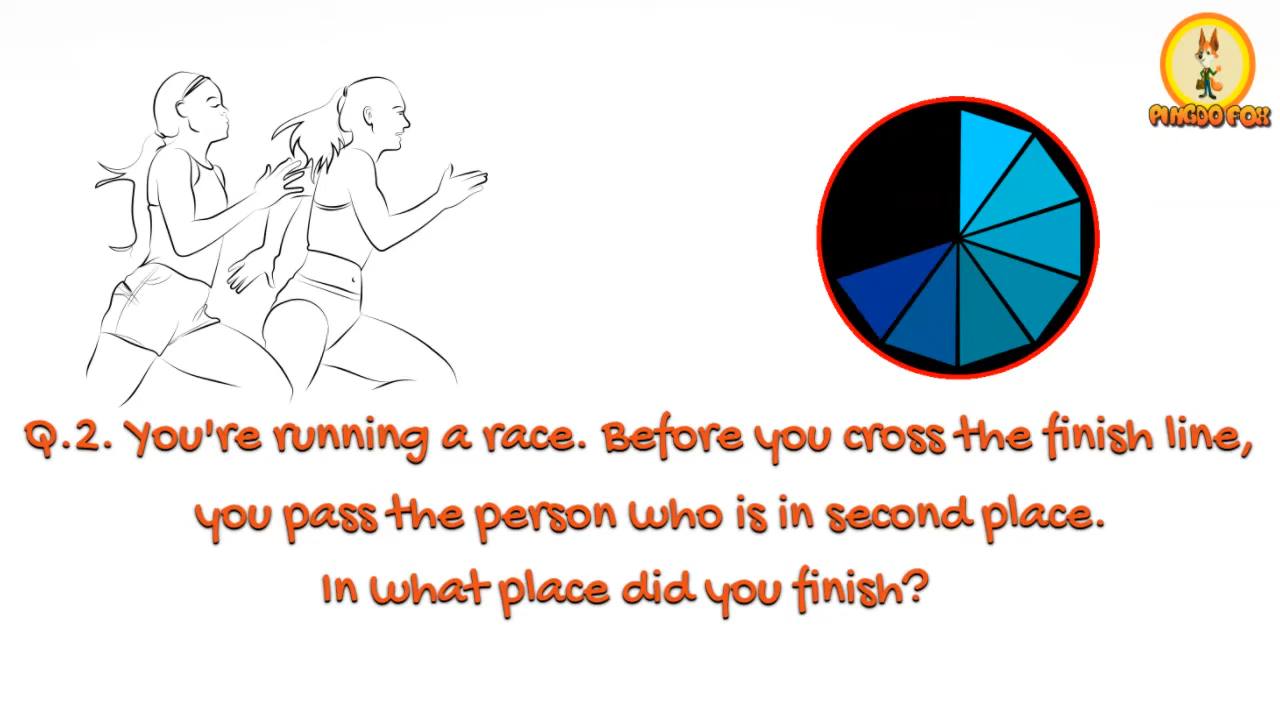 PINGDO FOX
Q.2. You're running a race. Before you cross the finish line,
you pass the person who is in second place.
In what place did you finish?